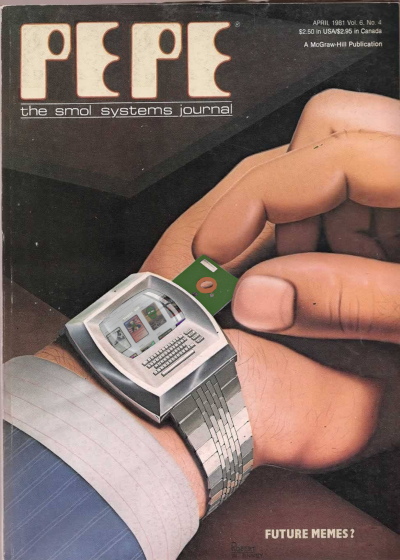 PEPE®
APRIL 1981 Vol. 6, No. 4
$2.50 in USA/$2.95 in Canada
A McGraw-Hill Publication
the smol systems journal
FUTURE MEMES?